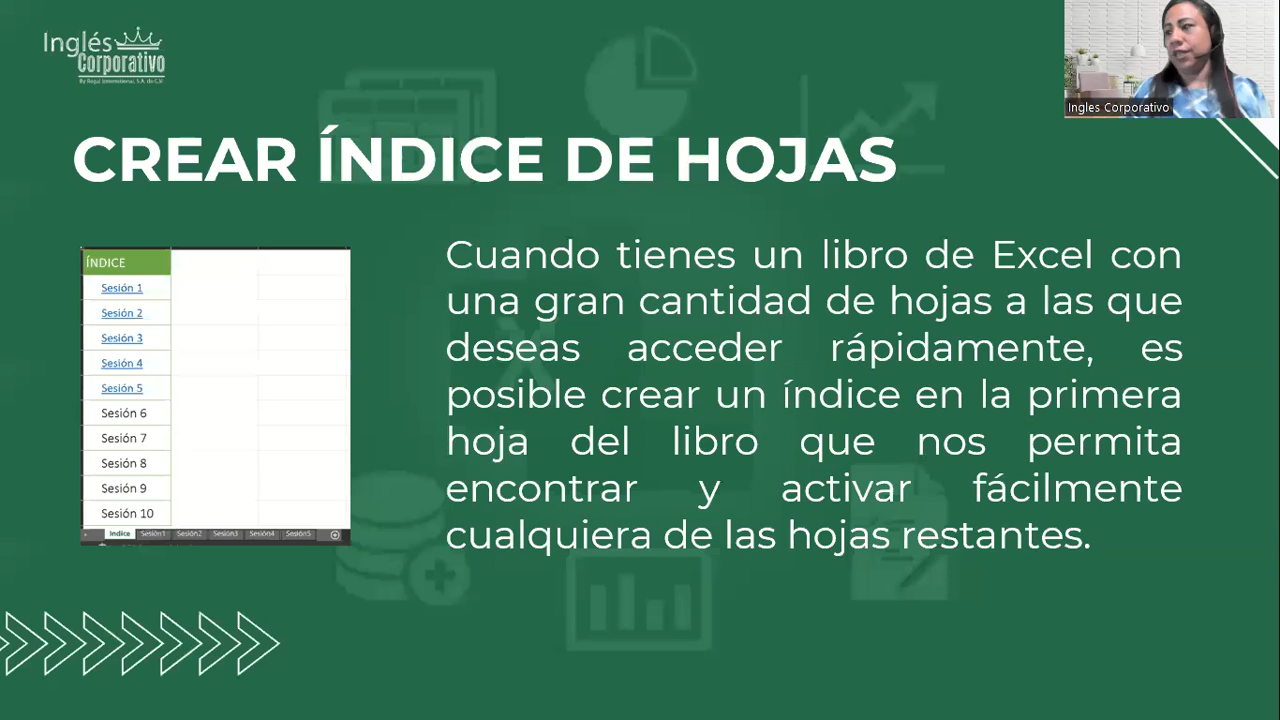 Inglés
Corporativo
By Regal International, S.A. de C.V.
Ingles Corporativo
CREAR ÍNDICE DE HOJAS
ÍNDICE
Sesión 1
Sesión 2
Sesión 3
Sesión 4
Sesión 5
Sesión 6
Sesión 7
Sesión 8
Sesión 9
Sesión 10
Indice Sesión1 Sesión2 Sesión3 Sesión4 Sesión5
Cuando tienes un libro de Excel con
una gran cantidad de hojas a las que
deseas acceder rápidamente, es
posible crear un índice en la primera
hoja del libro que nos permita
encontrar y activar fácilmente
cualquiera de las hojas restantes.